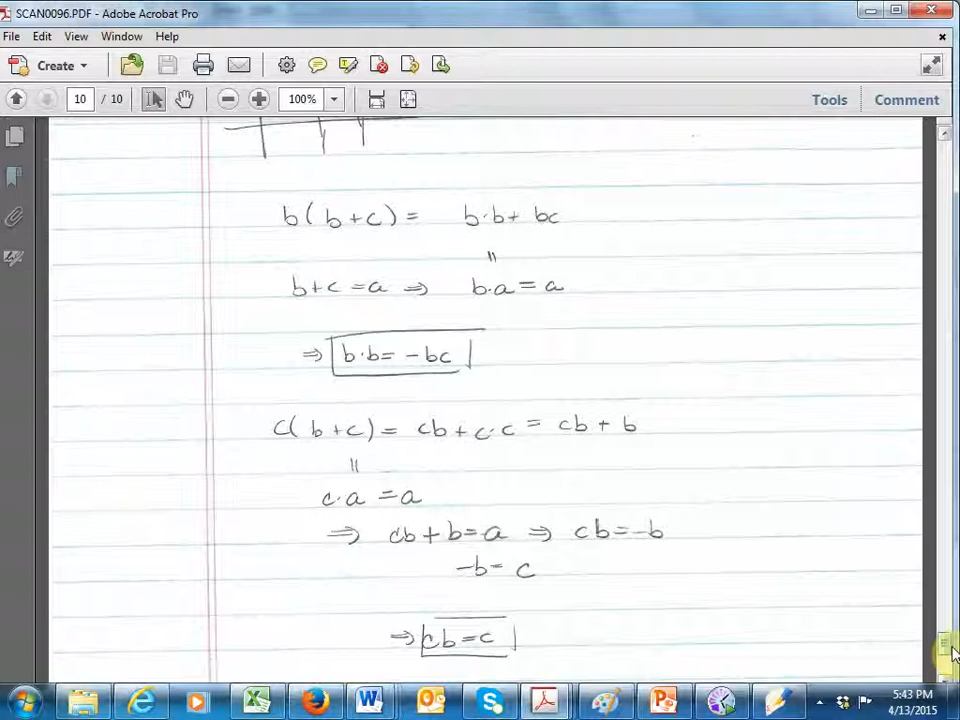 SCAN0096.PDF - Adobe Acrobat Pro
File Edit View Window Help
Create
10 / 10 100% Tools Comment
b(b+c) = b·b + bc
=
b+c = a ⇒ b·a = a
⇒ b·b = -bc
c(b+c) = cb + c·c = cb + b
=
c·a = a
⇒ cb + b = a ⇒ cb = -b
-b = c
⇒ cb = c
5:43 PM
4/13/2015